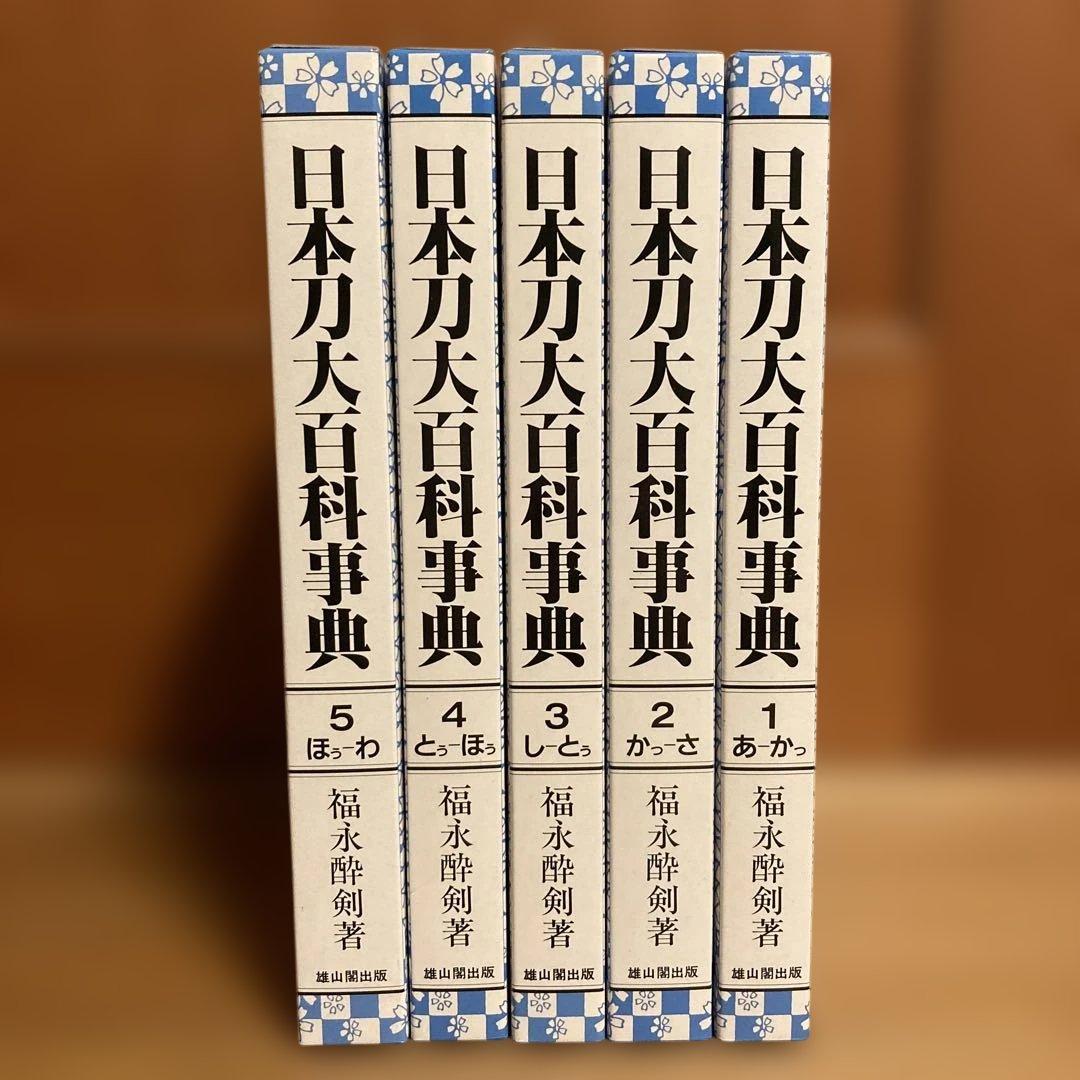 日本刀大百科事典
1
あーかっ
福永酔剣著
雄山閣出版
日本刀大百科事典
2
かっーさ
福永酔剣著
雄山閣出版
日本刀大百科事典
3
しーとぅ
福永酔剣著
雄山閣出版
日本刀大百科事典
4
とぅーほぅ
福永酔剣著
雄山閣出版
日本刀大百科事典
5
ほぅーわ
福永酔剣著
雄山閣出版